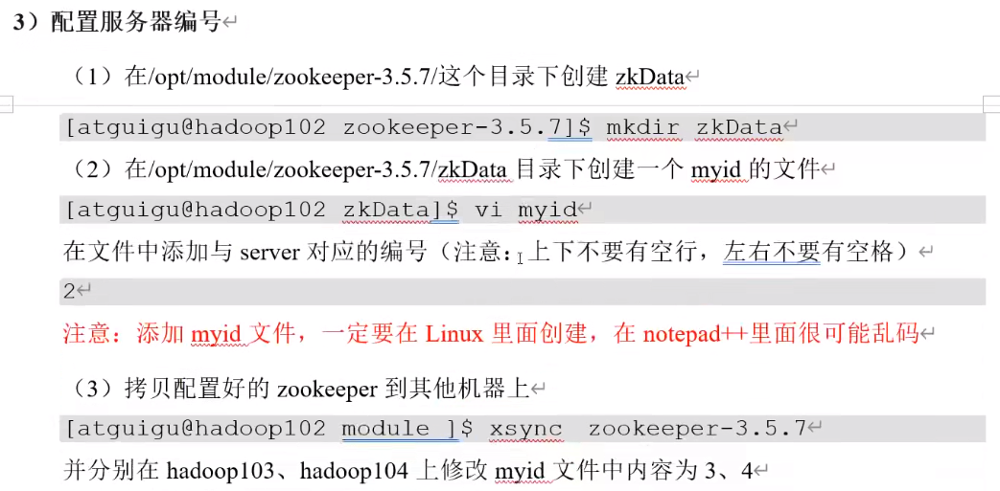 3）配置服务器编号
（1）在/opt/module/zookeeper-3.5.7/这个目录下创建 zkData
[atguigu@hadoop102 zookeeper-3.5.7]$ mkdir zkData
（2）在/opt/module/zookeeper-3.5.7/zkData 目录下创建一个 myid 的文件
[atguigu@hadoop102 zkData]$ vi myid
在文件中添加与 server 对应的编号（注意：上下不要有空行，左右不要有空格）
2
注意：添加 myid 文件，一定要在 Linux 里面创建，在 notepad++里面很可能乱码
（3）拷贝配置好的 zookeeper 到其他机器上
[atguigu@hadoop102 module ]$ xsync  zookeeper-3.5.7
并分别在 hadoop103、hadoop104 上修改 myid 文件中内容为 3、4